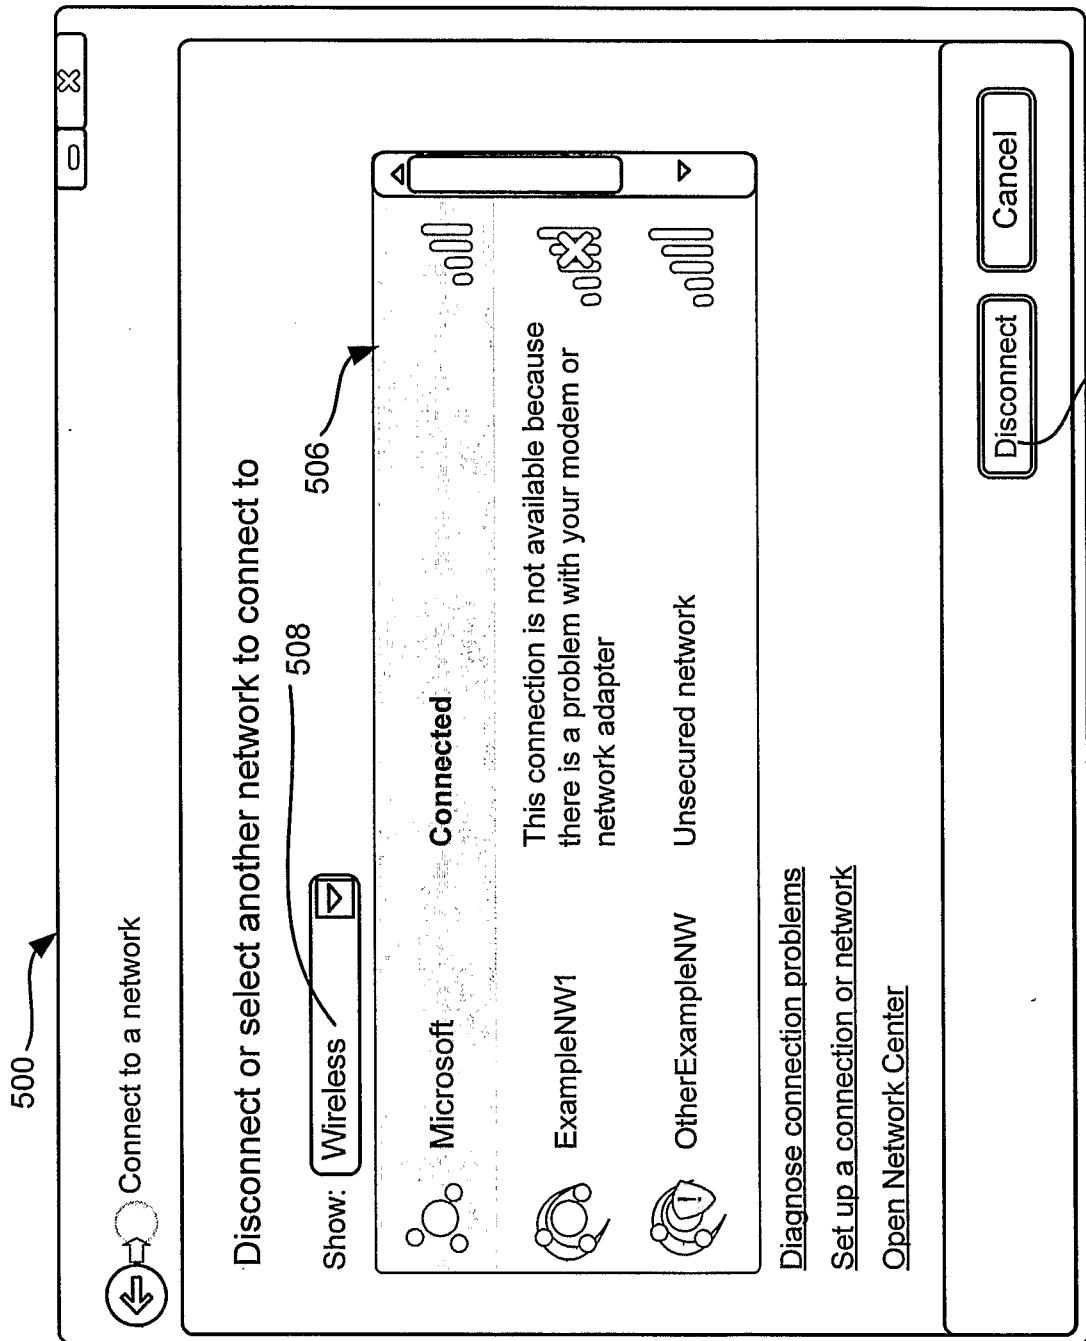 500
Connect to a network
X
Disconnect or select another network to connect to
508
Show: Wireless
506
Microsoft Connected
ExampleNW1 This connection is not available because
there is a problem with your modem or
network adapter
OtherExampleNW Unsecured network
!
Diagnose connection problems
Set up a connection or network
Open Network Center
Disconnect Cancel